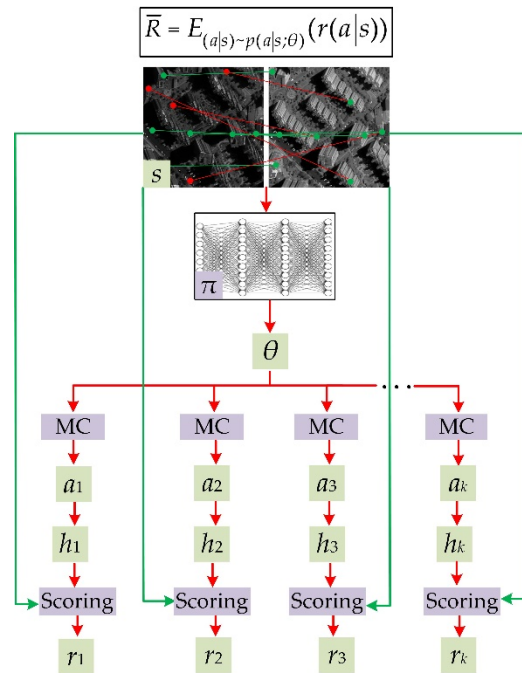 R̅ = E₍ₐ|ₛ₎~ₚ₍ₐ|ₛ;θ₎(r(a|s))
s
π
θ
...
MC MC MC MC
a₁ a₂ a₃ aₖ
h₁ h₂ h₃ hₖ
Scoring Scoring Scoring Scoring
r₁ r₂ r₃ rₖ